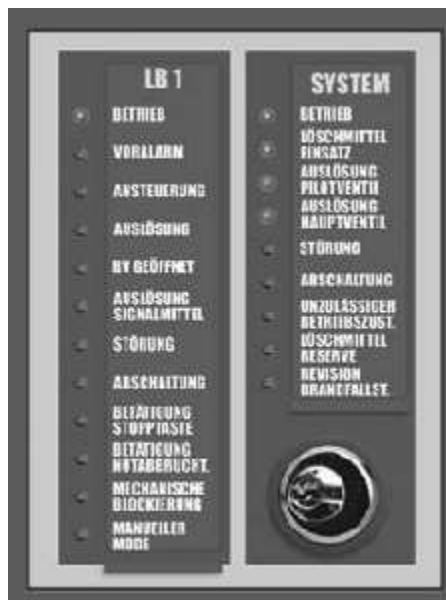 LB 1
BETRIEB
VORALARM
ANSTEUERUNG
AUSLÖSUNG
BV GEÖFFNET
AUSLÖSUNG
SIGNALMITTEL
STÖRUNG
ABSCHALTUNG
BETÄTIGUNG
STOPPTASTE
BETÄTIGUNG
MECHANISCHE
BLOCKIERUNG
MANUELLER
MODE
SYSTEM
BETRIEB
LÖSCHMITTEL
EINSATZ
AUSLÖSUNG
PILOTVENTIL
AUSLÖSUNG
HAUPTVENTIL
STÖRUNG
ABSCHALTUNG
UNZULÄSSIGER
BETRIEBSZUST.
LÖSCHMITTEL
RESERVE
REVISION
BRANDFALLST.